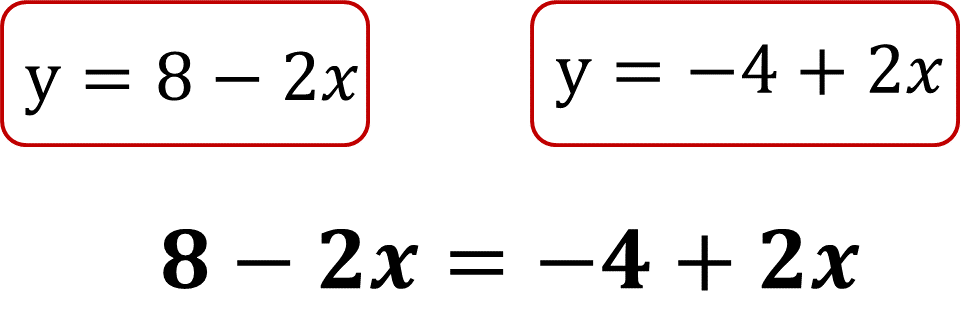 y = 8 − 2x
y = −4 + 2x
8 − 2x = −4 + 2x